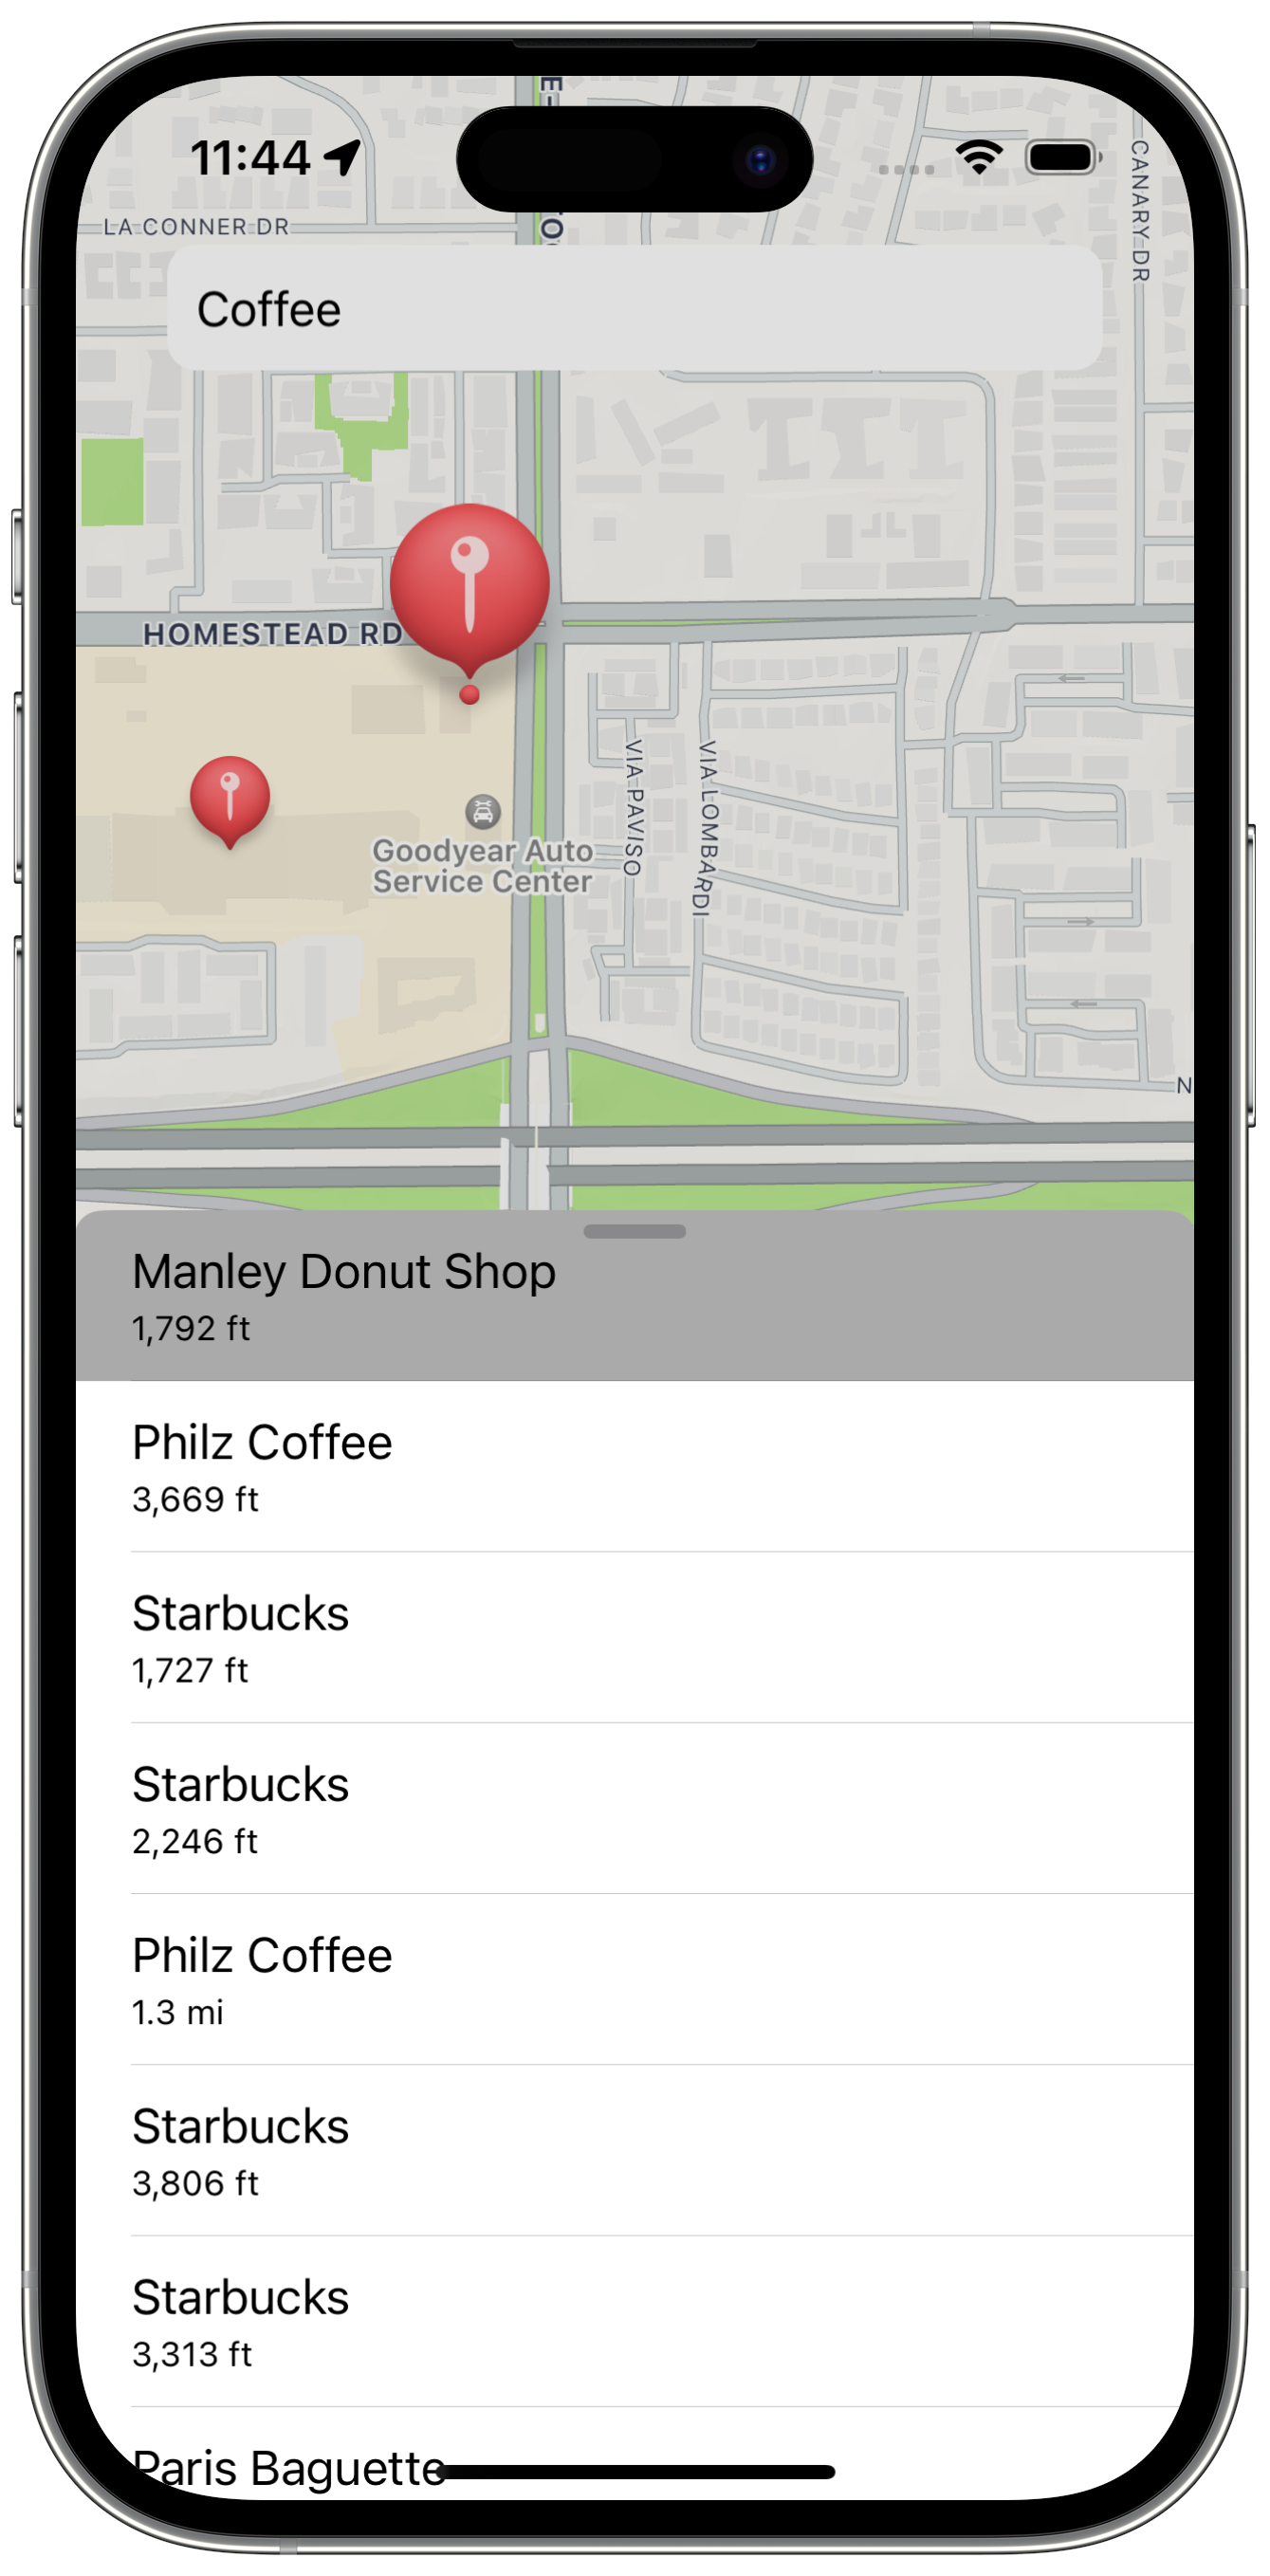 11:44
LA CONNER DR
CANARY DR
Coffee
HOMESTEAD RD
VIA PAVISO
VIA LOMBARDI
Goodyear Auto
Service Center
N
Manley Donut Shop
1,792 ft
Philz Coffee
3,669 ft
Starbucks
1,727 ft
Starbucks
2,246 ft
Philz Coffee
1.3 mi
Starbucks
3,806 ft
Starbucks
3,313 ft
Paris Baguette